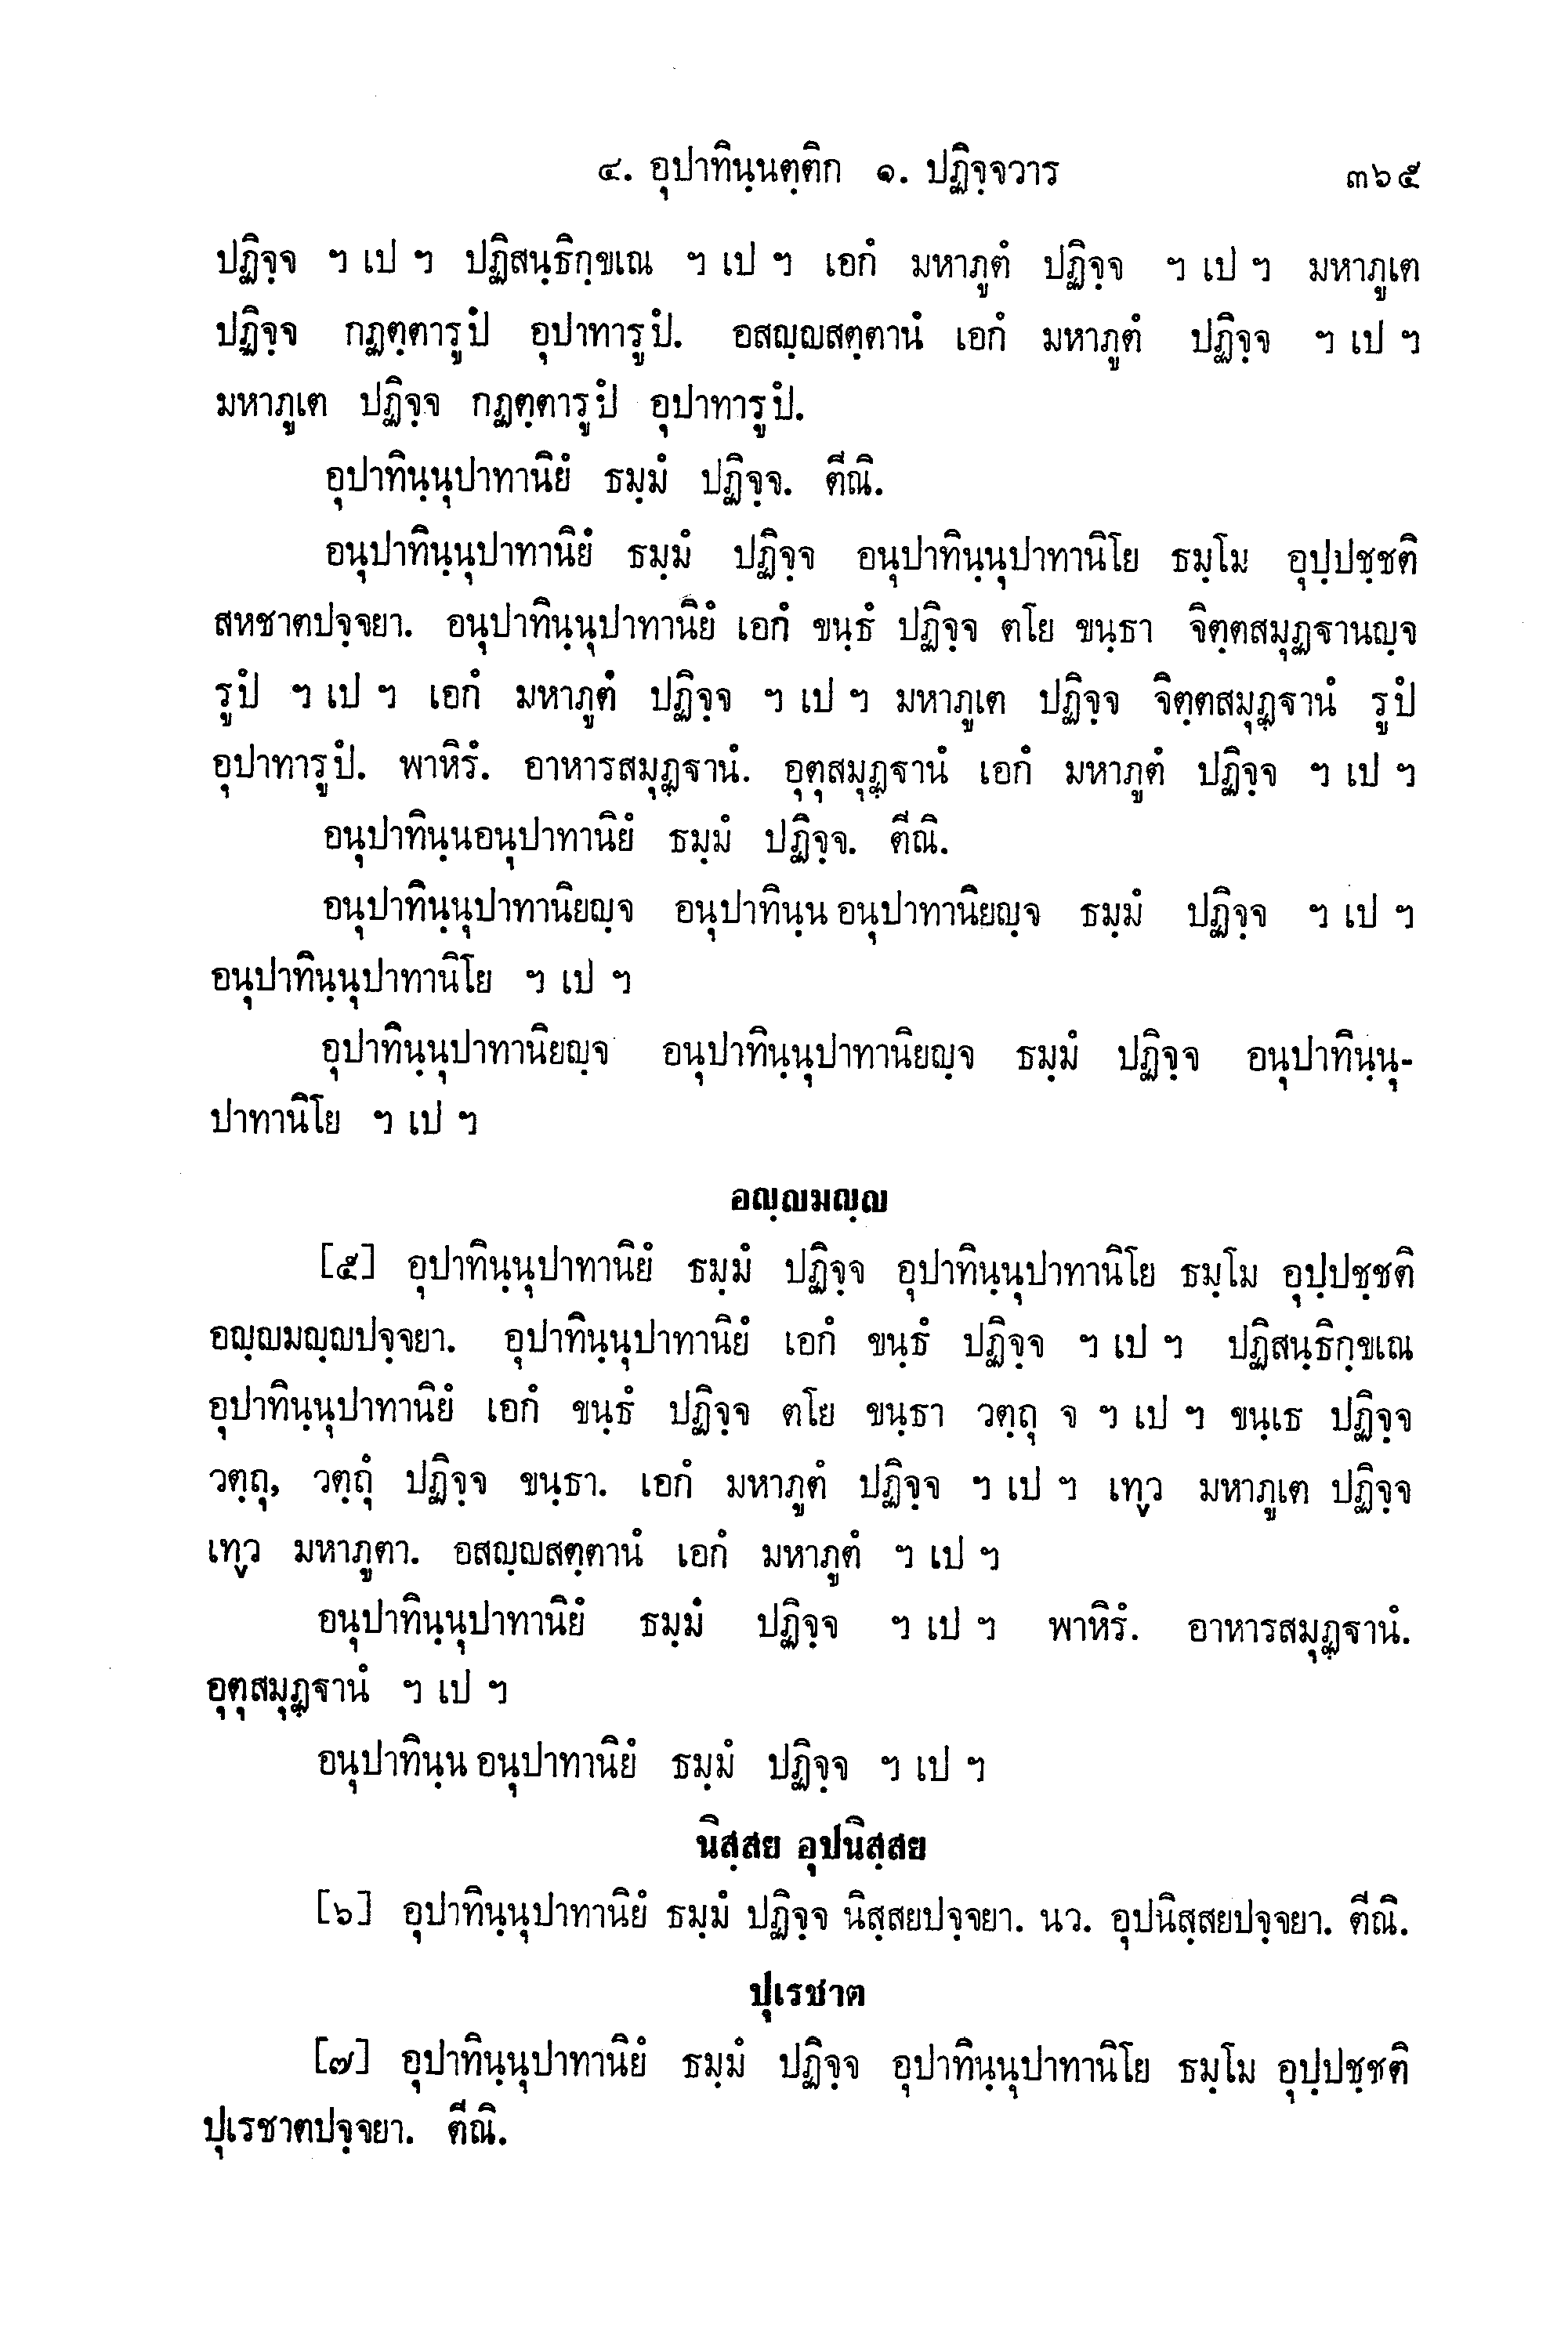 ๔. อุปาทินฺนตฺติก ๑. ปฏิจฺจวาร ๓๖๕
ปฏิจฺจ ฯ เป ฯ ปฏิสนฺธิกฺขเณ ฯ เป ฯ เอกํ มหาภูตํ ปฏิจฺจ ฯ เป ฯ มหาภูเต
ปฏิจฺจ กฏตฺตารูปํ อุปาทารูปํ. อสญฺญสตฺตานํ เอกํ มหาภูตํ ปฏิจฺจ ฯ เป ฯ
มหาภูเต ปฏิจฺจ กฏตฺตารูปํ อุปาทารูปํ.
อุปาทินฺนุปาทานิยํ ธมฺมํ ปฏิจฺจ. ตีณิ.
อนุปาทินฺนุปาทานิยํ ธมฺมํ ปฏิจฺจ อนุปาทินฺนุปาทานิโย ธมฺโม อุปฺปชฺชติ
สหชาตปจฺจยา. อนุปาทินฺนุปาทานิยํ เอกํ ขนฺธํ ปฏิจฺจ ตโย ขนฺธา จิตฺตสมุฏฺฐานญฺจ
รูปํ ฯ เป ฯ เอกํ มหาภูตํ ปฏิจฺจ ฯ เป ฯ มหาภูเต ปฏิจฺจ จิตฺตสมุฏฺฐานํ รูปํ
อุปาทารูปํ. พาหิรํ. อาหารสมุฏฺฐานํ. อุตุสมุฏฺฐานํ เอกํ มหาภูตํ ปฏิจฺจ ฯ เป ฯ
อนุปาทินฺนอนุปาทานิยํ ธมฺมํ ปฏิจฺจ. ตีณิ.
อนุปาทินฺนุปาทานิยญฺจ อนุปาทินฺน อนุปาทานิยญฺจ ธมฺมํ ปฏิจฺจ ฯ เป ฯ
อนุปาทินฺนุปาทานิโย ฯ เป ฯ
อุปาทินฺนุปาทานิยญฺจ อนุปาทินฺนุปาทานิยญฺจ ธมฺมํ ปฏิจฺจ อนุปาทินฺนุ-
ปาทานิโย ฯ เป ฯ
อญฺญมญฺญ
[๕] อุปาทินฺนุปาทานิยํ ธมฺมํ ปฏิจฺจ อุปาทินฺนุปาทานิโย ธมฺโม อุปฺปชฺชติ
อญฺญมญฺญปจฺจยา. อุปาทินฺนุปาทานิยํ เอกํ ขนฺธํ ปฏิจฺจ ฯ เป ฯ ปฏิสนฺธิกฺขเณ
อุปาทินฺนุปาทานิยํ เอกํ ขนฺธํ ปฏิจฺจ ตโย ขนฺธา วตฺถุ จ ฯ เป ฯ ขนฺเธ ปฏิจฺจ
วตฺถุ, วตฺถุํ ปฏิจฺจ ขนฺธา. เอกํ มหาภูตํ ปฏิจฺจ ฯ เป ฯ เทฺว มหาภูเต ปฏิจฺจ
เทฺว มหาภูตา. อสญฺญสตฺตานํ เอกํ มหาภูตํ ฯ เป ฯ
อนุปาทินฺนุปาทานิยํ ธมฺมํ ปฏิจฺจ ฯ เป ฯ พาหิรํ. อาหารสมุฏฺฐานํ.
อุตุสมุฏฺฐานํ ฯ เป ฯ
อนุปาทินฺน อนุปาทานิยํ ธมฺมํ ปฏิจฺจ ฯ เป ฯ
นิสฺสย อุปนิสฺสย
[๖] อุปาทินฺนุปาทานิยํ ธมฺมํ ปฏิจฺจ นิสฺสยปจฺจยา. นว. อุปนิสฺสยปจฺจยา. ตีณิ.
ปุเรชาต
[๗] อุปาทินฺนุปาทานิยํ ธมฺมํ ปฏิจฺจ อุปาทินฺนุปาทานิโย ธมฺโม อุปฺปชฺชติ
ปุเรชาตปจฺจยา. ตีณิ.